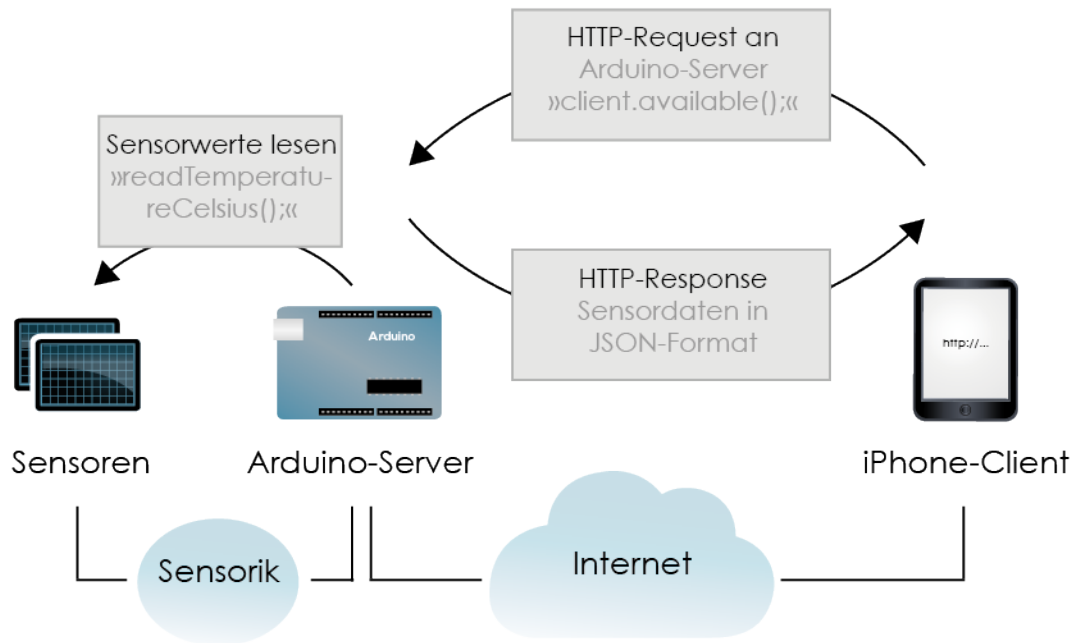 HTTP-Request an
Arduino-Server
»client.available();«
Sensorwerte lesen
»readTemperatu-
reCelsius();«
HTTP-Response
Sensordaten in
JSON-Format
Arduino
http://...
Sensoren
Arduino-Server
iPhone-Client
Sensorik
Internet